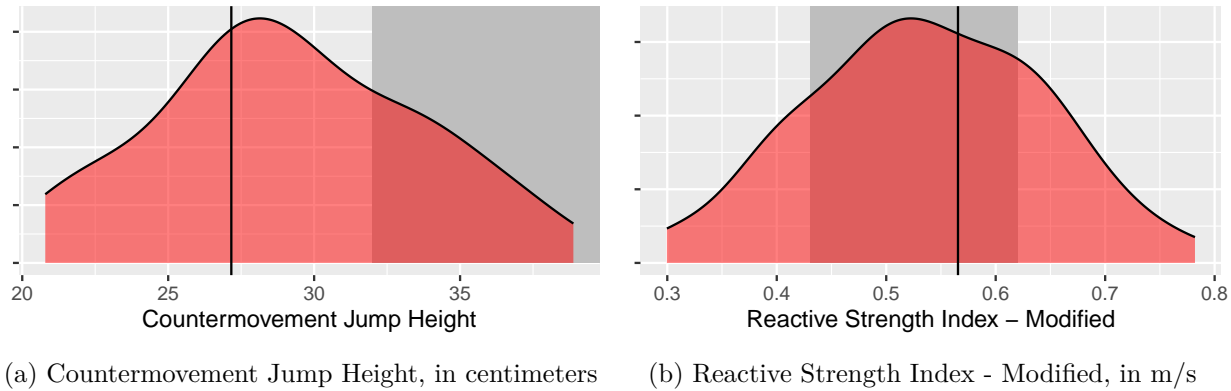 20 25 30 35
Countermovement Jump Height
(a) Countermovement Jump Height, in centimeters
0.3 0.4 0.5 0.6 0.7 0.8
Reactive Strength Index − Modified
(b) Reactive Strength Index - Modified, in m/s